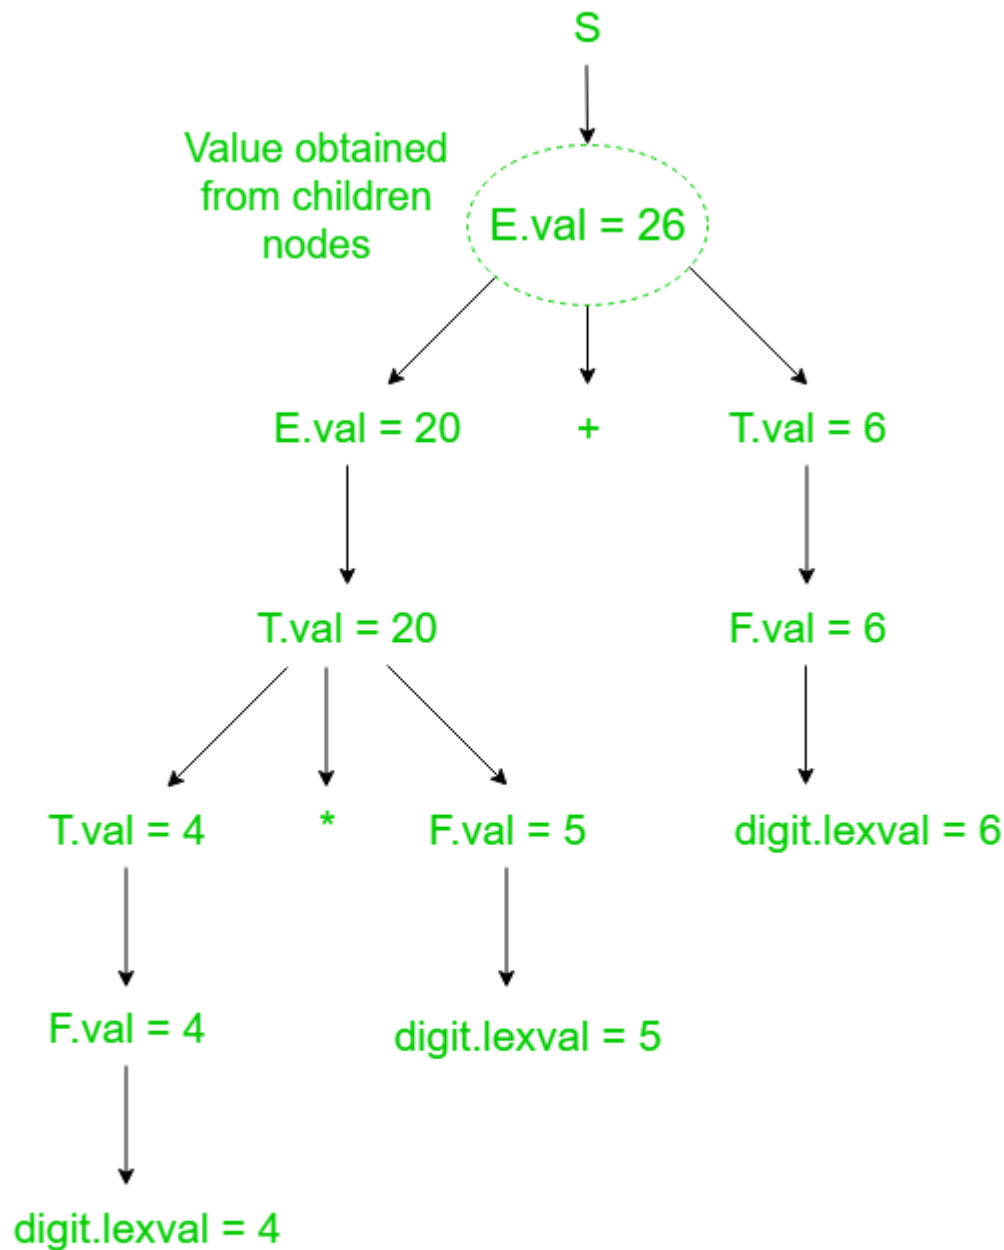 S
Value obtained
from children
nodes
E.val = 26
E.val = 20
+
T.val = 6
T.val = 20
F.val = 6
T.val = 4
*
F.val = 5
digit.lexval = 6
F.val = 4
digit.lexval = 5
digit.lexval = 4